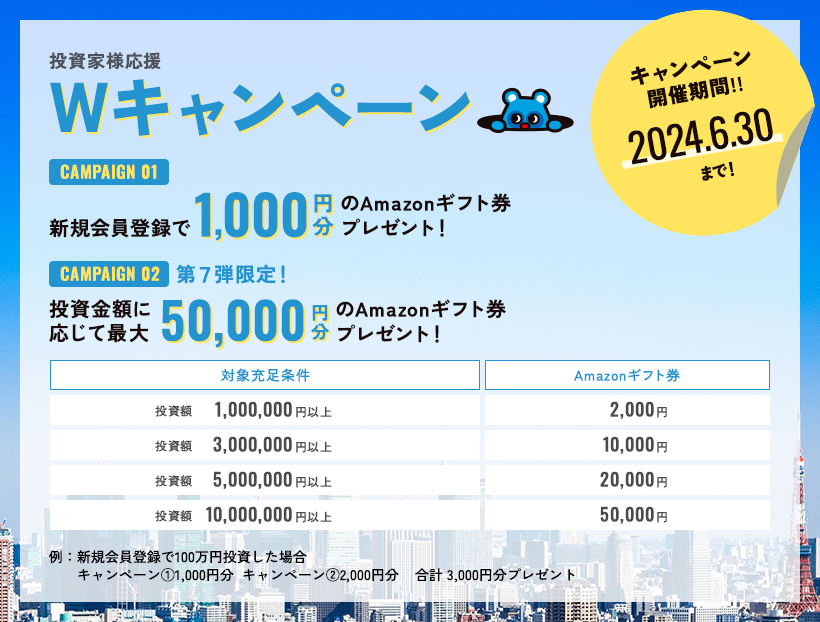 投資家様応援
Wキャンペーン
キャンペーン
開催期間!!
2024.6.30
まで!
CAMPAIGN 01
新規会員登録で1,000円分のAmazonギフト券
プレゼント!
CAMPAIGN 02 第7弾限定!
投資金額に
応じて最大 50,000円分のAmazonギフト券
プレゼント!
対象充足条件 Amazonギフト券
投資額 1,000,000円以上 2,000円
投資額 3,000,000円以上 10,000円
投資額 5,000,000円以上 20,000円
投資額 10,000,000円以上 50,000円
例：新規会員登録で100万円投資した場合
キャンペーン①1,000円分 キャンペーン②2,000円分 合計 3,000円分プレゼント